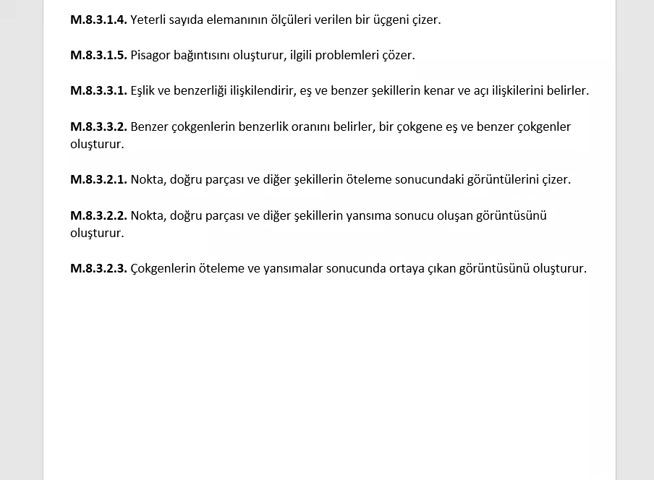 M.8.3.1.4. Yeterli sayıda elemanının ölçüleri verilen bir üçgeni çizer.
M.8.3.1.5. Pisagor bağıntısını oluşturur, ilgili problemleri çözer.
M.8.3.3.1. Eşlik ve benzerliği ilişkilendirir, eş ve benzer şekillerin kenar ve açı ilişkilerini belirler.
M.8.3.3.2. Benzer çokgenlerin benzerlik oranını belirler, bir çokgene eş ve benzer çokgenler
oluşturur.
M.8.3.2.1. Nokta, doğru parçası ve diğer şekillerin öteleme sonucundaki görüntülerini çizer.
M.8.3.2.2. Nokta, doğru parçası ve diğer şekillerin yansıma sonucu oluşan görüntüsünü
oluşturur.
M.8.3.2.3. Çokgenlerin öteleme ve yansımalar sonucunda ortaya çıkan görüntüsünü oluşturur.